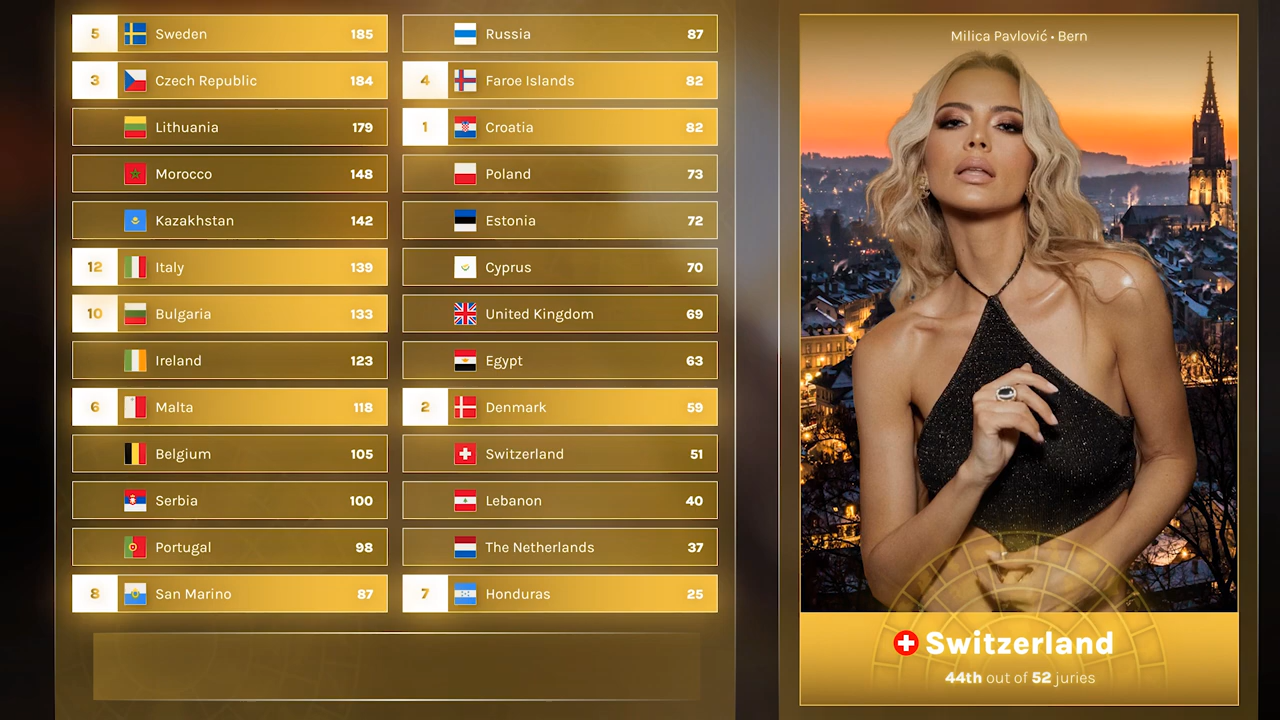 5 Sweden 185
3 Czech Republic 184
Lithuania 179
Morocco 148
Kazakhstan 142
12 Italy 139
10 Bulgaria 133
Ireland 123
6 Malta 118
Belgium 105
Serbia 100
Portugal 98
8 San Marino 87
Russia 87
4 Faroe Islands 82
1 Croatia 82
Poland 73
Estonia 72
Cyprus 70
United Kingdom 69
Egypt 63
2 Denmark 59
Switzerland 51
Lebanon 40
The Netherlands 37
7 Honduras 25
Milica Pavlović • Bern
Switzerland
44th out of 52 juries